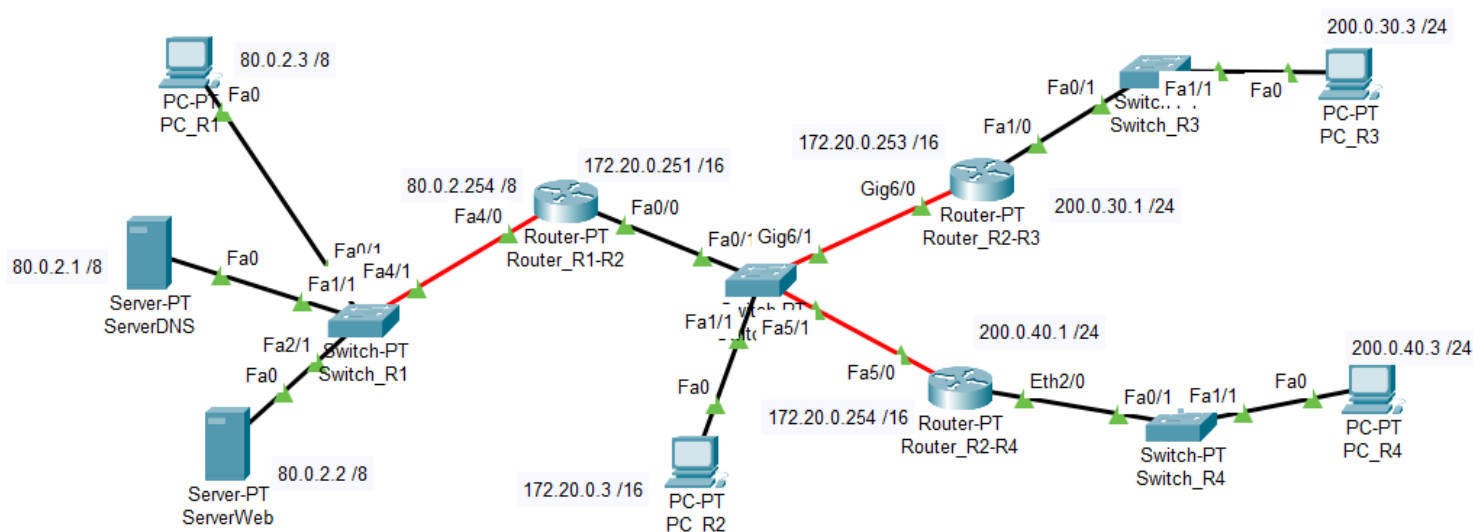 80.0.2.3 /8
Fa0
PC-PT
PC_R1
80.0.2.1 /8
Fa0
Server-PT
ServerDNS
Fa0/1
Fa1/1
Fa4/1
Fa2/1
Switch-PT
Switch_R1
Fa0
80.0.2.2 /8
Server-PT
ServerWeb
80.0.2.254 /8
Fa4/0
172.20.0.251 /16
Fa0/0
Router-PT
Router_R1-R2
Fa0/1
Gig6/1
Fa1/1
Fa5/1
Fa0
172.20.0.3 /16
PC-PT
PC_R2
172.20.0.253 /16
Gig6/0
Fa1/0
Router-PT
Router_R2-R3
200.0.30.1 /24
Fa0/1
Fa1/1
Switch_R3
Fa0
200.0.30.3 /24
PC-PT
PC_R3
200.0.40.1 /24
Fa5/0
172.20.0.254 /16
Eth2/0
Router-PT
Router_R2-R4
Fa0/1
Fa1/1
Switch-PT
Switch_R4
Fa0
200.0.40.3 /24
PC-PT
PC_R4